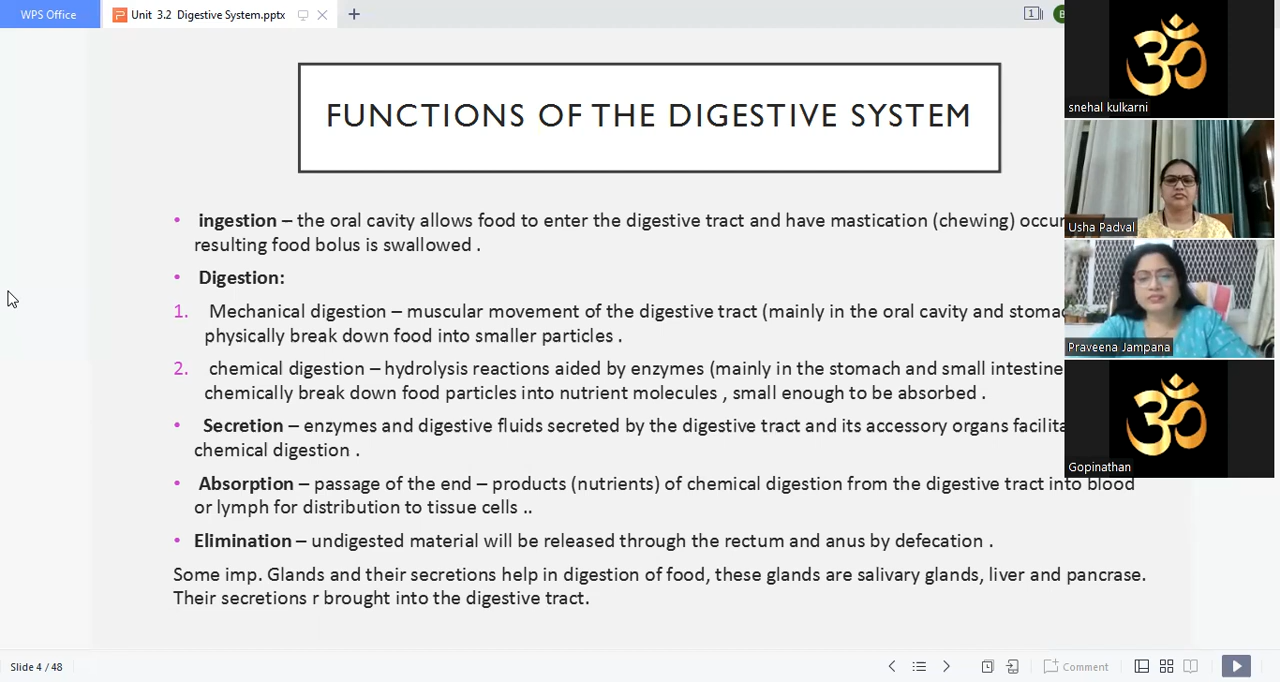 WPS Office
Unit 3.2 Digestive System.pptx
1
FUNCTIONS OF THE DIGESTIVE SYSTEM
• ingestion – the oral cavity allows food to enter the digestive tract and have mastication (chewing)
resulting food bolus is swallowed .
• Digestion:
1. Mechanical digestion – muscular movement of the digestive tract (mainly in the oral cavity and
physically break down food into smaller particles .
2. chemical digestion – hydrolysis reactions aided by enzymes (mainly in the stomach and small intestine
chemically break down food particles into nutrient molecules , small enough to be absorbed .
• Secretion – enzymes and digestive fluids secreted by the digestive tract and its accessory organs
chemical digestion .
• Absorption – passage of the end – products (nutrients) of chemical digestion from the digestive tract into blood
or lymph for distribution to tissue cells ..
• Elimination – undigested material will be released through the rectum and anus by defecation .
Some imp. Glands and their secretions help in digestion of food, these glands are salivary glands, liver and pancrase.
Their secretions r brought into the digestive tract.
ॐ
snehal kulkarni
Usha Padval
Praveena Jampana
ॐ
Gopinathan
Slide 4 / 48
Comment